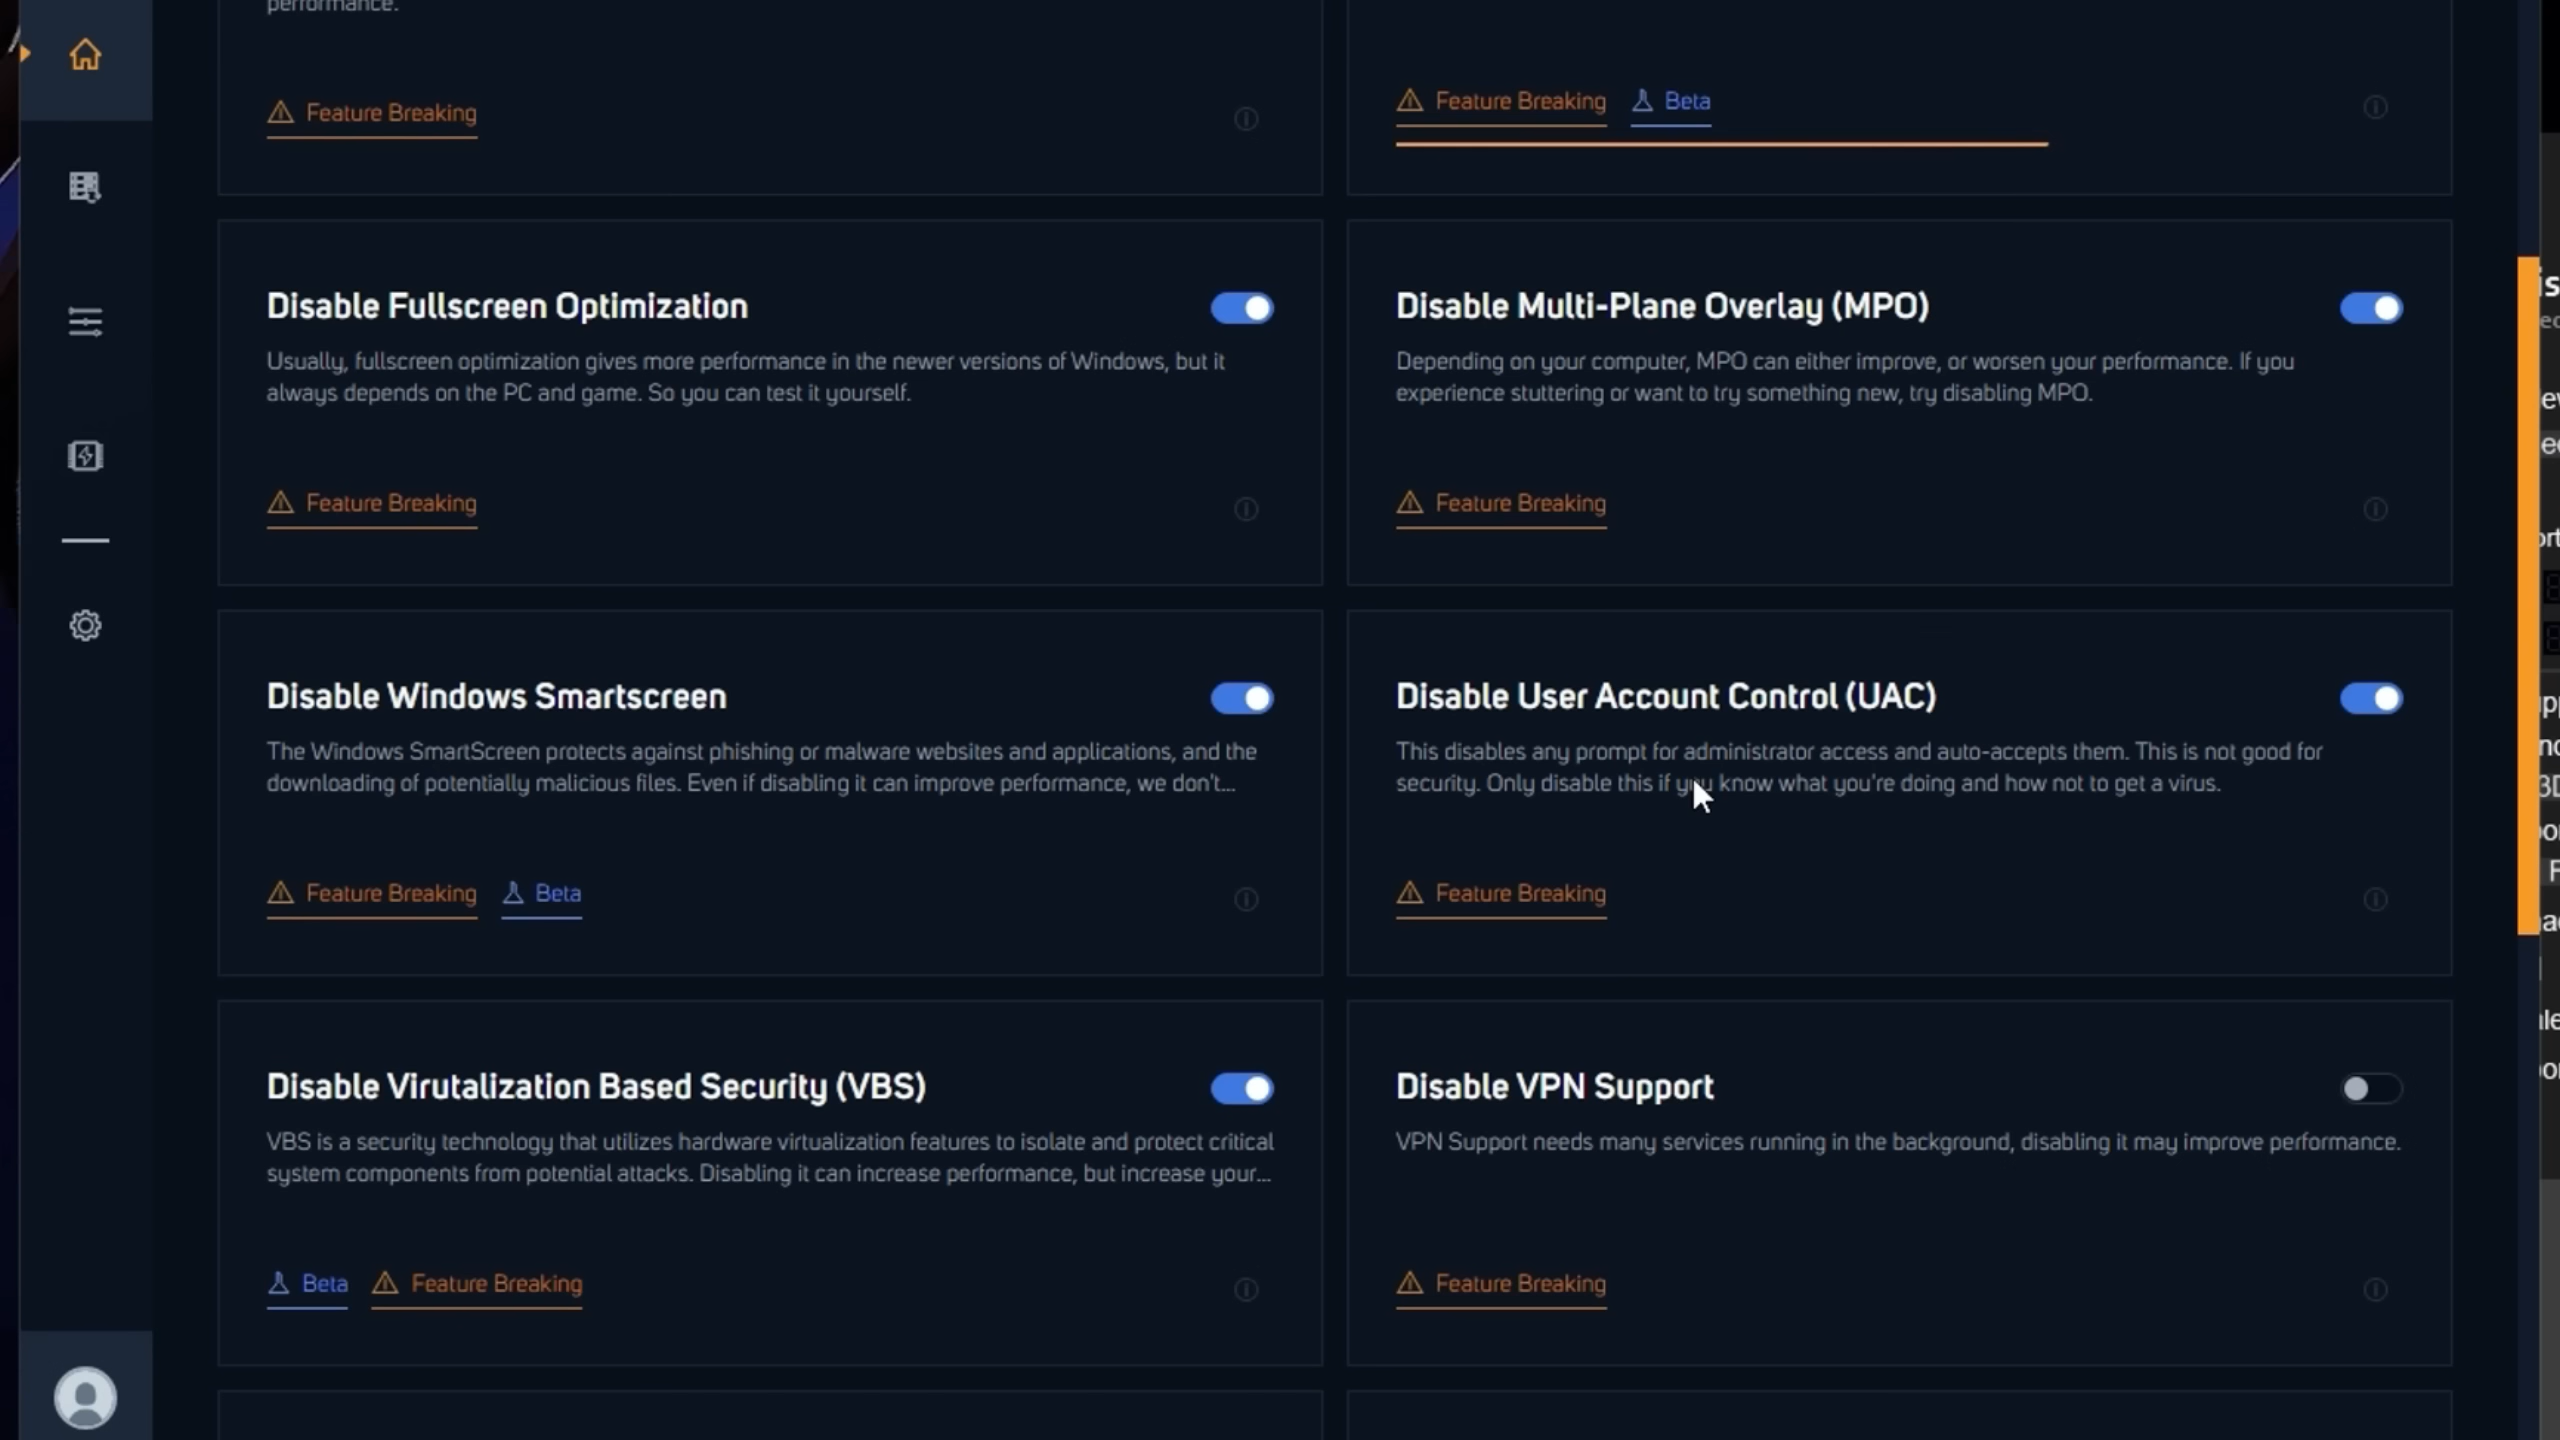 performance.
Feature Breaking
Feature Breaking Beta
Disable Fullscreen Optimization
Usually, fullscreen optimization gives more performance in the newer versions of Windows, but it
always depends on the PC and game. So you can test it yourself.
Feature Breaking
Disable Multi-Plane Overlay (MPO)
Depending on your computer, MPO can either improve, or worsen your performance. If you
experience stuttering or want to try something new, try disabling MPO.
Feature Breaking
Disable Windows Smartscreen
The Windows SmartScreen protects against phishing or malware websites and applications, and the
downloading of potentially malicious files. Even if disabling it can improve performance, we don't...
Feature Breaking Beta
Disable User Account Control (UAC)
This disables any prompt for administrator access and auto-accepts them. This is not good for
security. Only disable this if you know what you're doing and how not to get a virus.
Feature Breaking
Disable Virutalization Based Security (VBS)
VBS is a security technology that utilizes hardware virtualization features to isolate and protect critical
system components from potential attacks. Disabling it can increase performance, but increase your...
Beta Feature Breaking
Disable VPN Support
VPN Support needs many services running in the background, disabling it may improve performance.
Feature Breaking